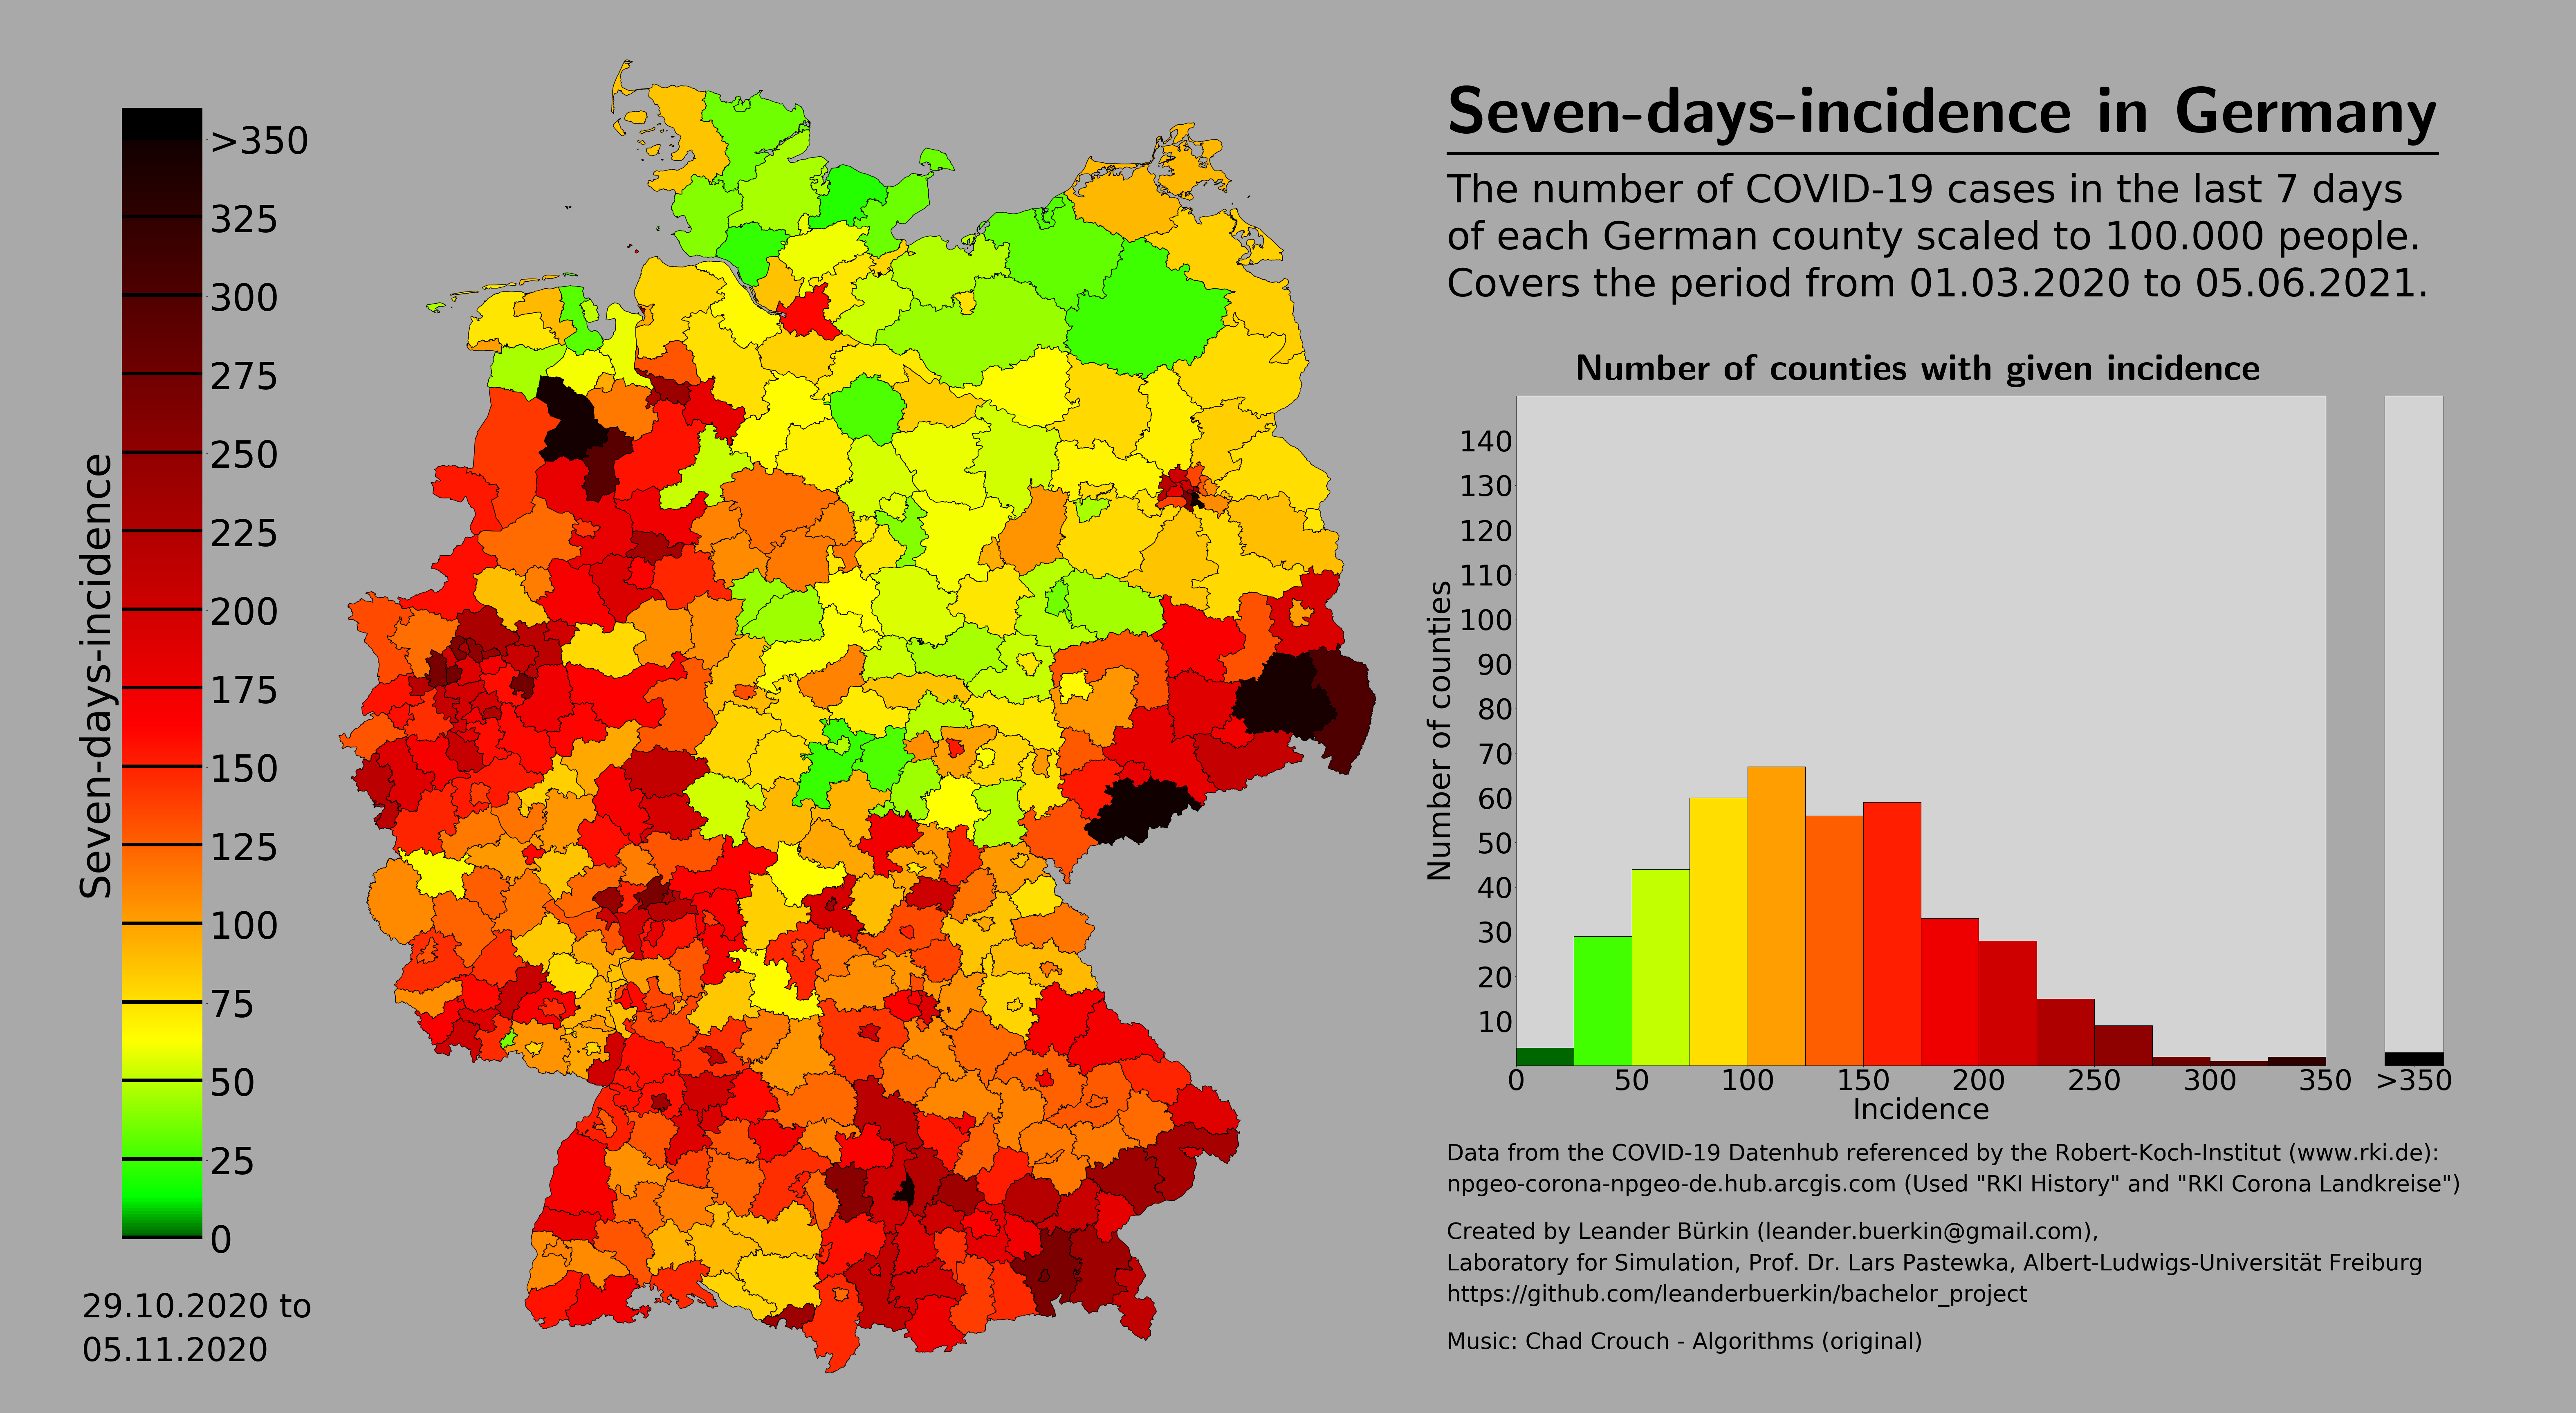 Seven-days-incidence in Germany
The number of COVID-19 cases in the last 7 days
of each German county scaled to 100.000 people.
Covers the period from 01.03.2020 to 05.06.2021.
Seven-days-incidence
>350
325
300
275
250
225
200
175
150
125
100
75
50
25
0
29.10.2020 to
05.11.2020
Number of counties with given incidence
Number of counties
140
130
120
110
100
90
80
70
60
50
40
30
20
10
0 50 100 150 200 250 300 350 >350
Incidence
Data from the COVID-19 Datenhub referenced by the Robert-Koch-Institut (www.rki.de):
npgeo-corona-npgeo-de.hub.arcgis.com (Used "RKI History" and "RKI Corona Landkreise")
Created by Leander Bürkin (leander.buerkin@gmail.com),
Laboratory for Simulation, Prof. Dr. Lars Pastewka, Albert-Ludwigs-Universität Freiburg
https://github.com/leanderbuerkin/bachelor_project
Music: Chad Crouch - Algorithms (original)